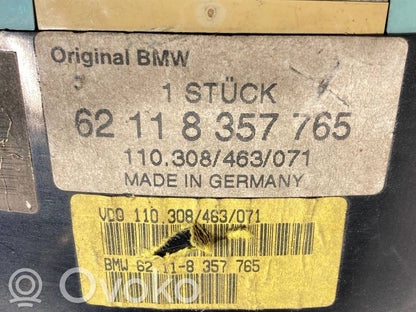 Original BMW
1 STÜCK
62 11 8 357 765
110.308/463/071
MADE IN GERMANY
VDO 110.308/463/071
BMW 62 11-8 357 765
Ovoko